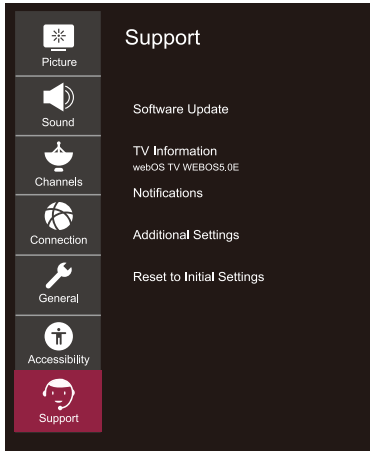 Picture
Sound
Channels
Connection
General
Accessibility
Support
Support
Software Update
TV Information
webOS TV WEBOS5,0E
Notifications
Additional Settings
Reset to Initial Settings